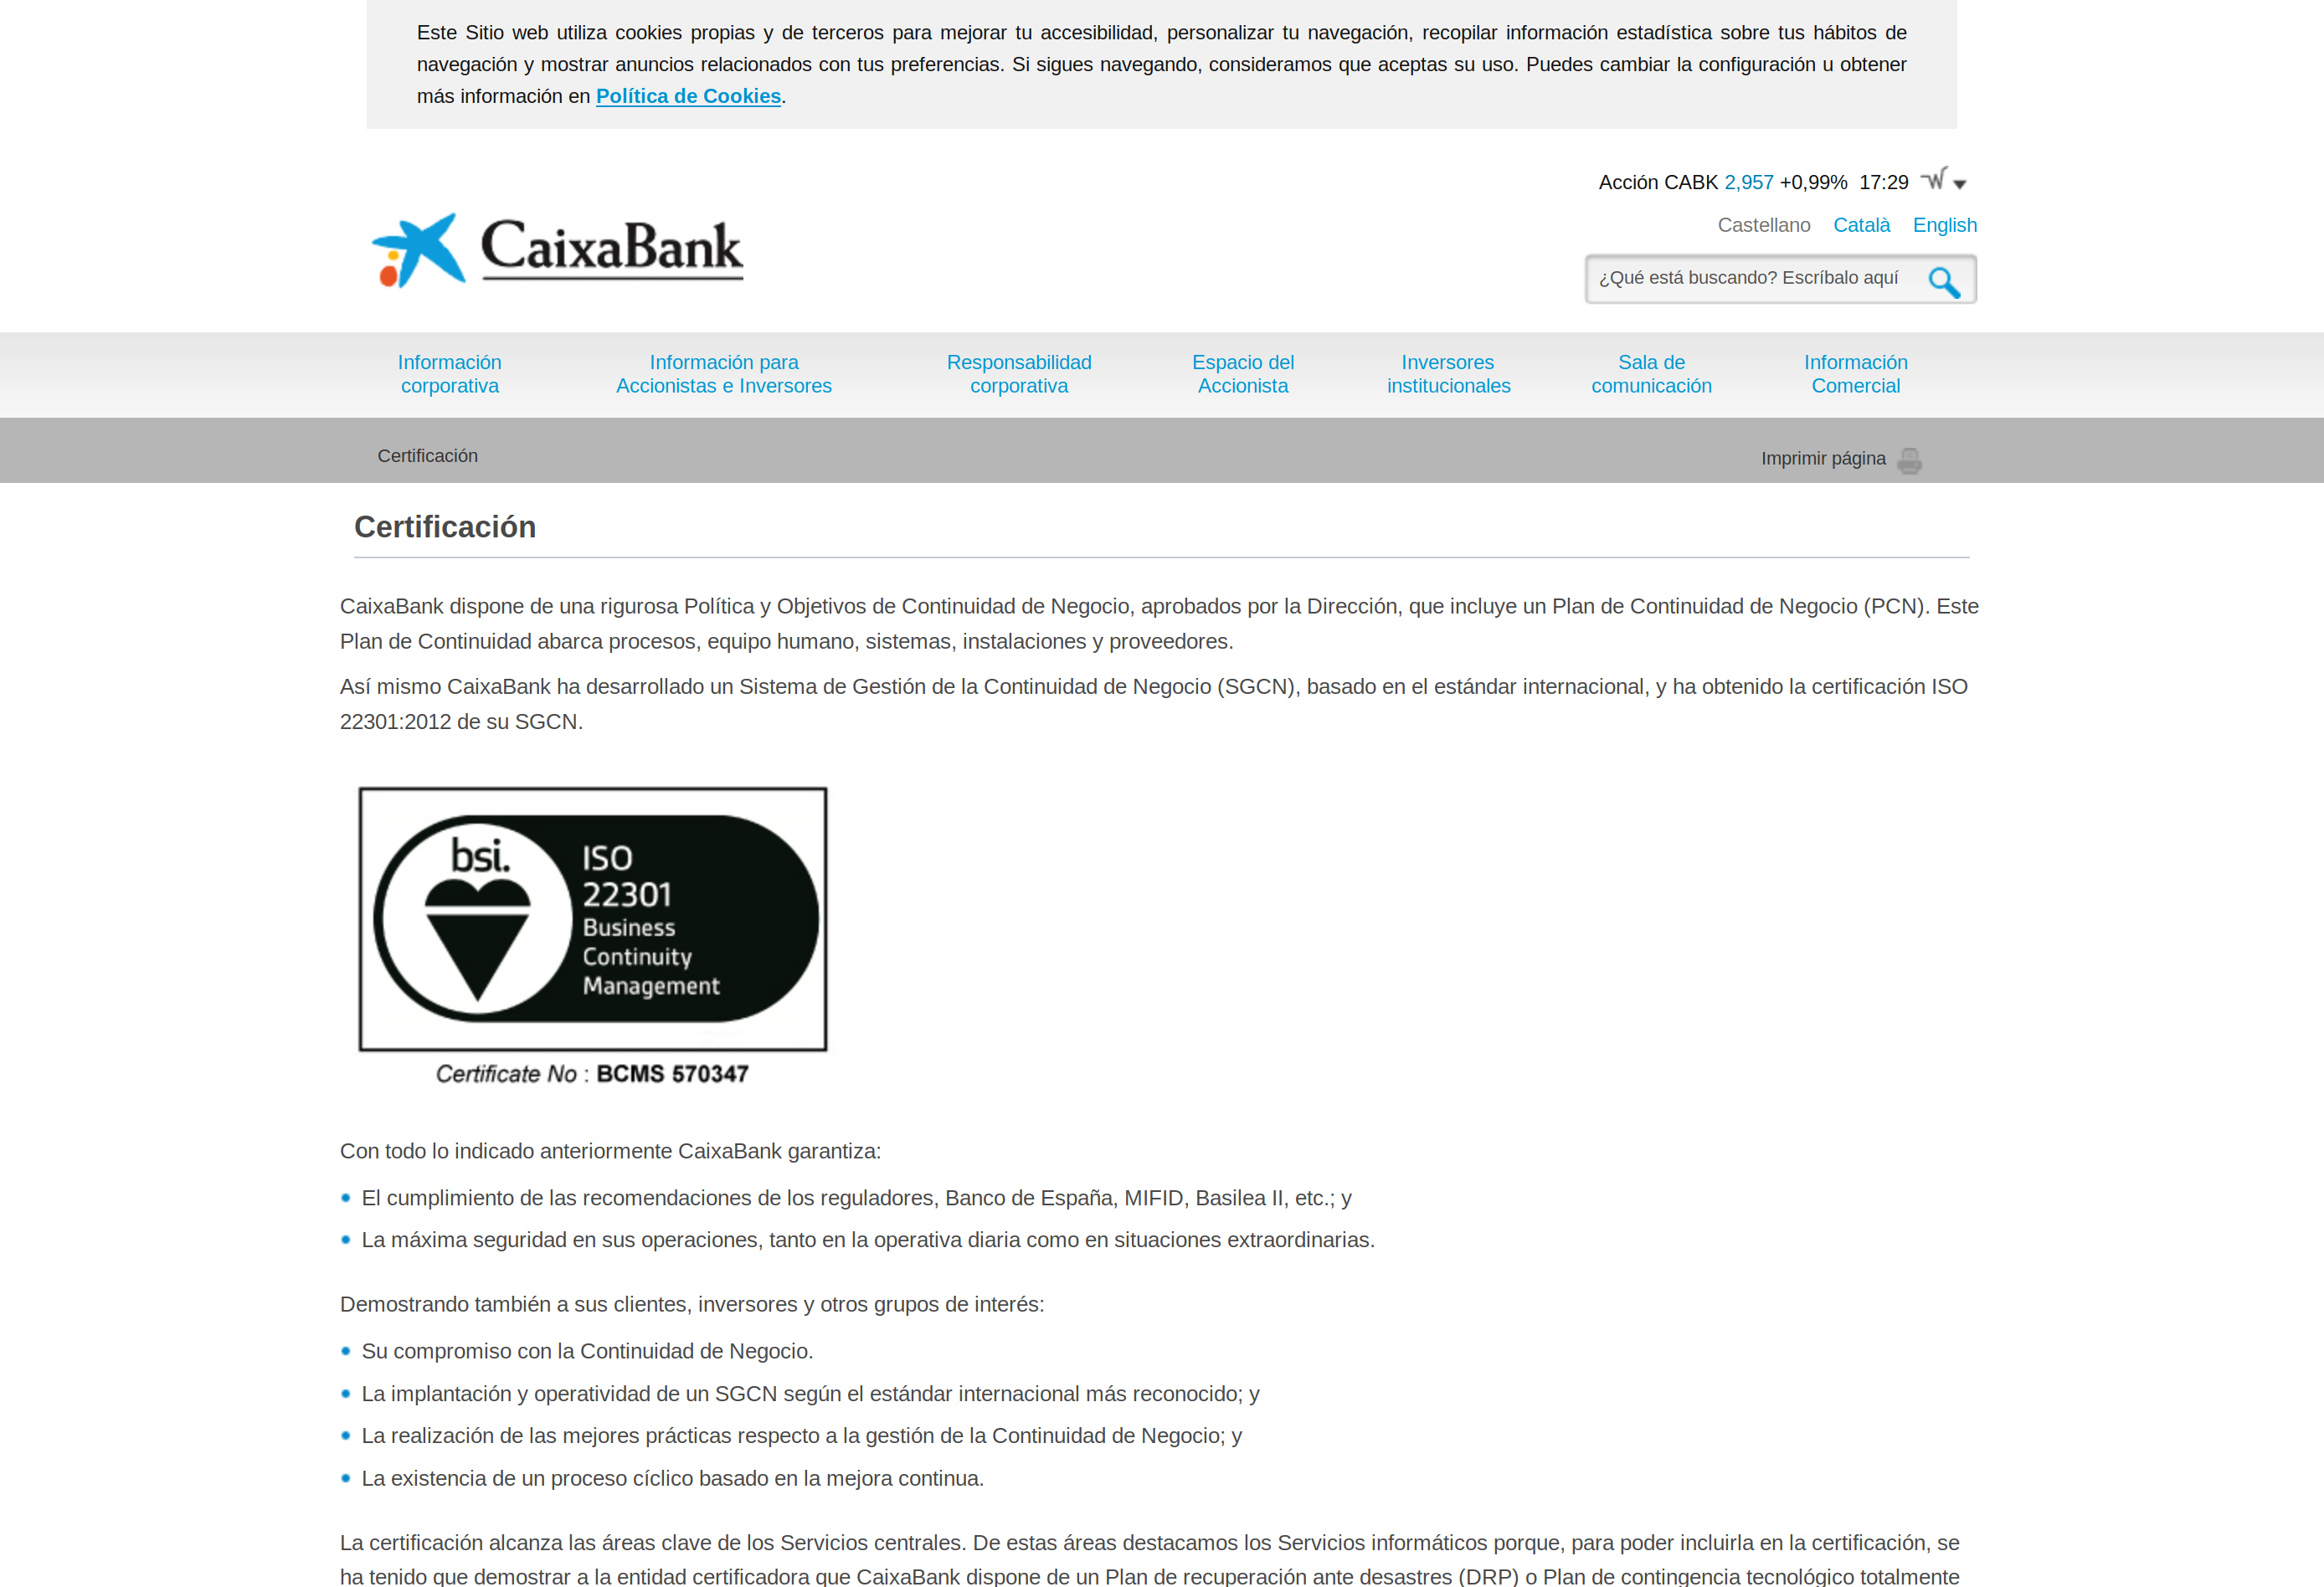 Este Sitio web utiliza cookies propias y de terceros para mejorar tu accesibilidad, personalizar tu navegación, recopilar información estadística sobre tus hábitos de
navegación y mostrar anuncios relacionados con tus preferencias. Si sigues navegando, consideramos que aceptas su uso. Puedes cambiar la configuración u obtener
más información en Política de Cookies.
Acción CABK 2,957 +0,99% 17:29
Castellano Català English
CaixaBank
¿Qué está buscando? Escríbalo aquí
Información corporativa
Información para Accionistas e Inversores
Responsabilidad corporativa
Espacio del Accionista
Inversores institucionales
Sala de comunicación
Información Comercial
Certificación
Imprimir página
Certificación
CaixaBank dispone de una rigurosa Política y Objetivos de Continuidad de Negocio, aprobados por la Dirección, que incluye un Plan de Continuidad de Negocio (PCN). Este
Plan de Continuidad abarca procesos, equipo humano, sistemas, instalaciones y proveedores.
Así mismo CaixaBank ha desarrollado un Sistema de Gestión de la Continuidad de Negocio (SGCN), basado en el estándar internacional, y ha obtenido la certificación ISO
22301:2012 de su SGCN.
bsi.
ISO
22301
Business
Continuity
Management
Certificate No : BCMS 570347
Con todo lo indicado anteriormente CaixaBank garantiza:
El cumplimiento de las recomendaciones de los reguladores, Banco de España, MIFID, Basilea II, etc.; y
La máxima seguridad en sus operaciones, tanto en la operativa diaria como en situaciones extraordinarias.
Demostrando también a sus clientes, inversores y otros grupos de interés:
Su compromiso con la Continuidad de Negocio.
La implantación y operatividad de un SGCN según el estándar internacional más reconocido; y
La realización de las mejores prácticas respecto a la gestión de la Continuidad de Negocio; y
La existencia de un proceso cíclico basado en la mejora continua.
La certificación alcanza las áreas clave de los Servicios centrales. De estas áreas destacamos los Servicios informáticos porque, para poder incluirla en la certificación, se
ha tenido que demostrar a la entidad certificadora que CaixaBank dispone de un Plan de recuperación ante desastres (DRP) o Plan de contingencia tecnológico totalmente